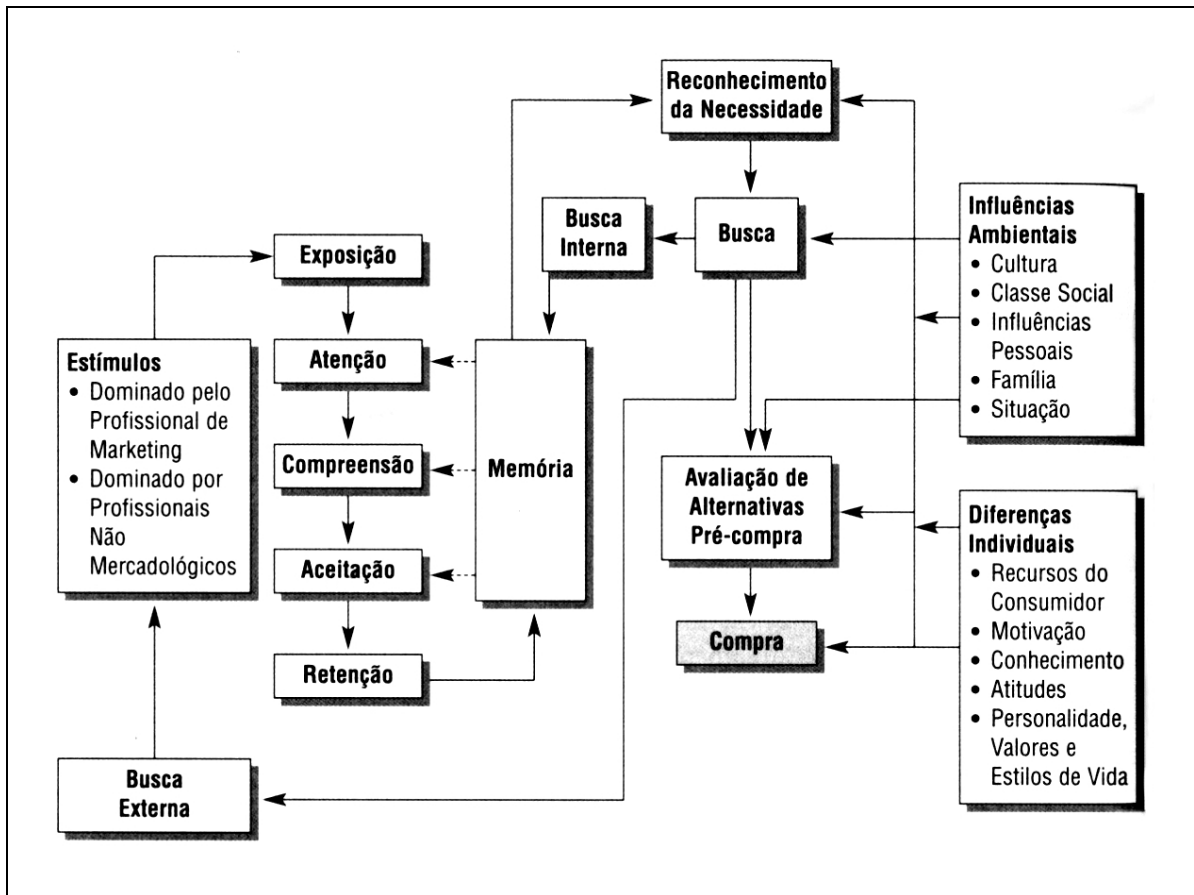 Reconhecimento
da Necessidade
Busca
Interna
Busca
Exposição
Atenção
Compreensão
Aceitação
Retenção
Estímulos
• Dominado pelo
Profissional de
Marketing
• Dominado por
Profissionais
Não
Mercadológicos
Busca
Externa
Memória
Avaliação de
Alternativas
Pré-compra
Compra
Influências
Ambientais
• Cultura
• Classe Social
• Influências
Pessoais
• Família
• Situação
Diferenças
Individuais
• Recursos do
Consumidor
• Motivação
• Conhecimento
• Atitudes
• Personalidade,
Valores e
Estilos de Vida